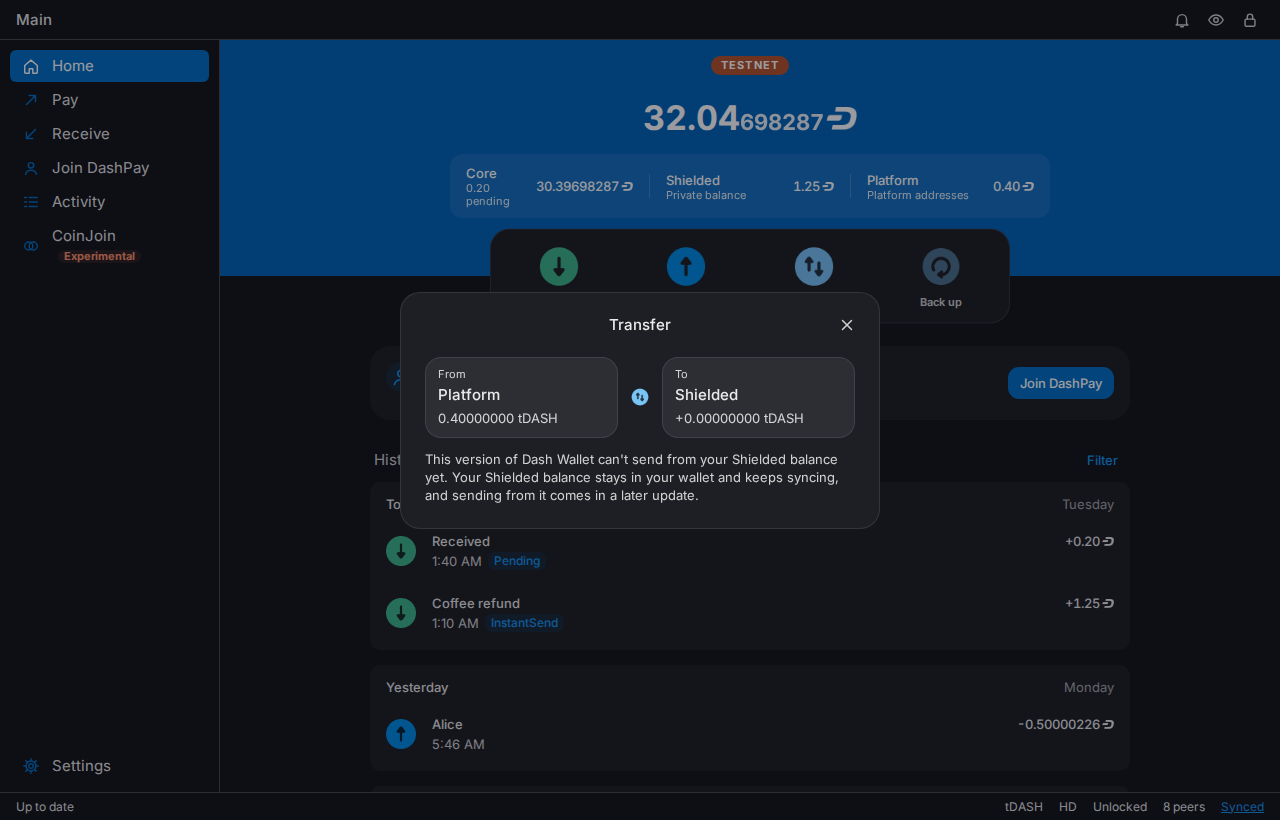 Main
Home
Pay
Receive
Join DashPay
Activity
CoinJoin
Experimental
Settings
TESTNET
32.04698287
Core
0.20
pending
30.39698287
Shielded
Private balance
1.25
Platform
Platform addresses
0.40
Back up
Transfer
From
Platform
0.40000000 tDASH
To
Shielded
+0.00000000 tDASH
This version of Dash Wallet can't send from your Shielded balance
yet. Your Shielded balance stays in your wallet and keeps syncing,
and sending from it comes in a later update.
Join DashPay
Filter
Tuesday
Received
+0.20
1:40 AM Pending
Coffee refund
+1.25
1:10 AM InstantSend
Yesterday
Monday
Alice
-0.50000226
5:46 AM
Up to date
tDASH HD Unlocked 8 peers Synced